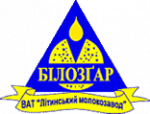 БІЛОЗГАР
ВАТ "Літинський молокозавод"